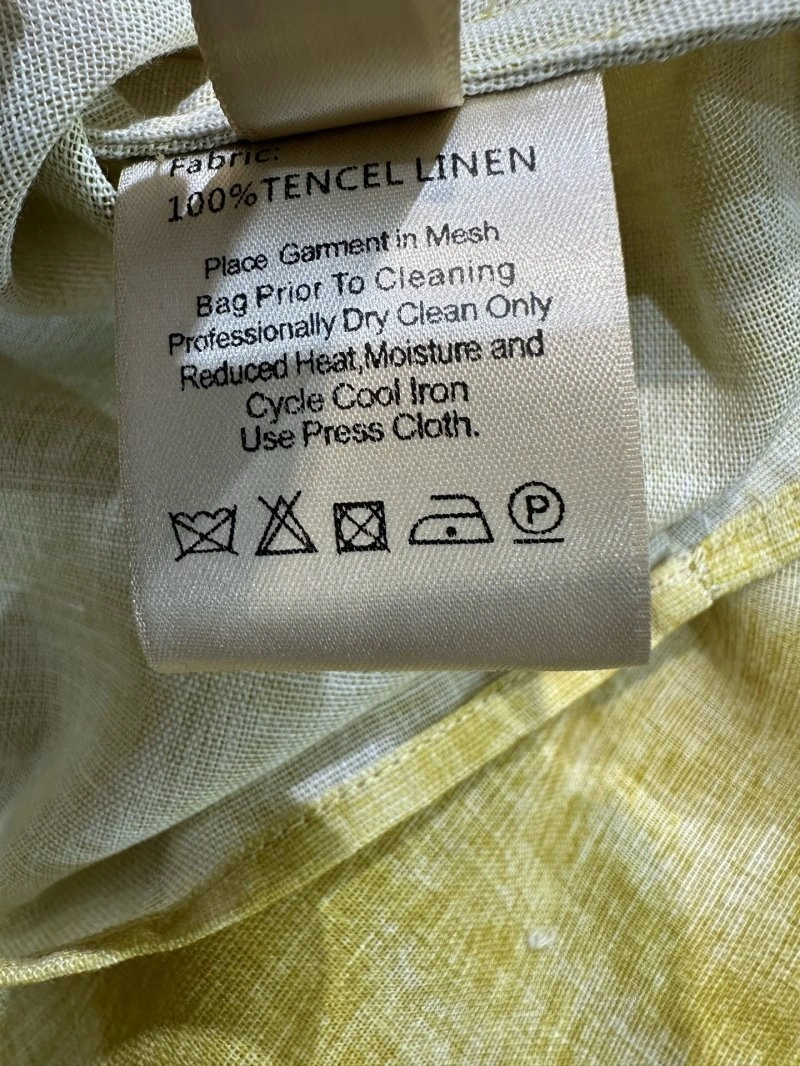 Fabric:
100%TENCEL LINEN
Place Garment in Mesh
Bag Prior To Cleaning
Professionally Dry Clean Only
Reduced Heat,Moisture and
Cycle Cool Iron
Use Press Cloth.
P